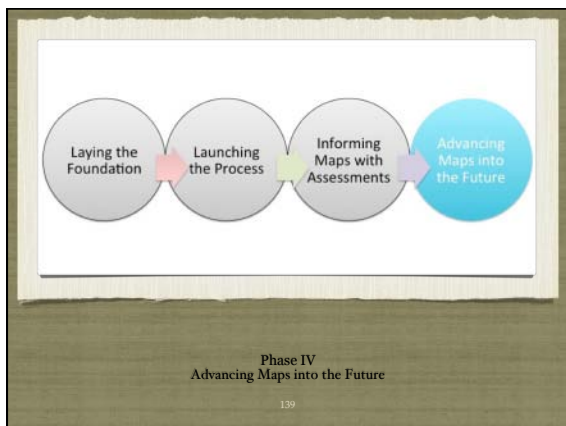 Laying the
Foundation
Launching
the Process
Informing
Maps with
Assessments
Advancing
Maps into
the Future
Phase IV
Advancing Maps into the Future
139